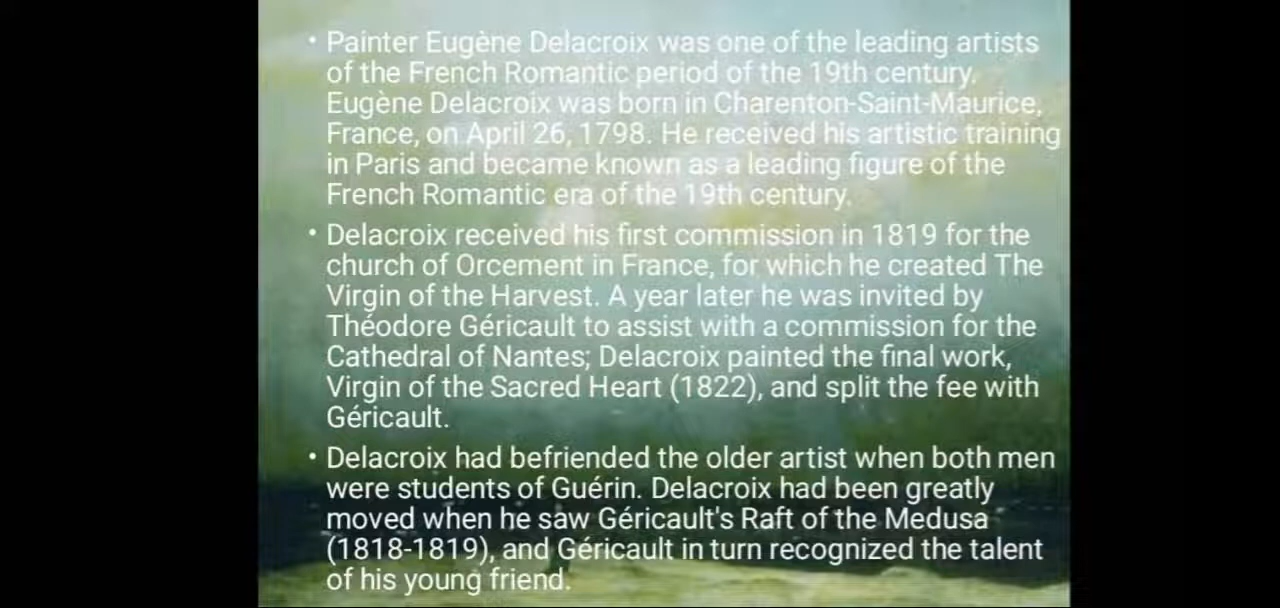 • Painter Eugène Delacroix was one of the leading artists
of the French Romantic period of the 19th century.
Eugène Delacroix was born in Charenton-Saint-Maurice,
France, on April 26, 1798. He received his artistic training
in Paris and became known as a leading figure of the
French Romantic era of the 19th century.
• Delacroix received his first commission in 1819 for the
church of Orcement in France, for which he created The
Virgin of the Harvest. A year later he was invited by
Théodore Géricault to assist with a commission for the
Cathedral of Nantes; Delacroix painted the final work,
Virgin of the Sacred Heart (1822), and split the fee with
Géricault.
• Delacroix had befriended the older artist when both men
were students of Guérin. Delacroix had been greatly
moved when he saw Géricault's Raft of the Medusa
(1818-1819), and Géricault in turn recognized the talent
of his young friend.